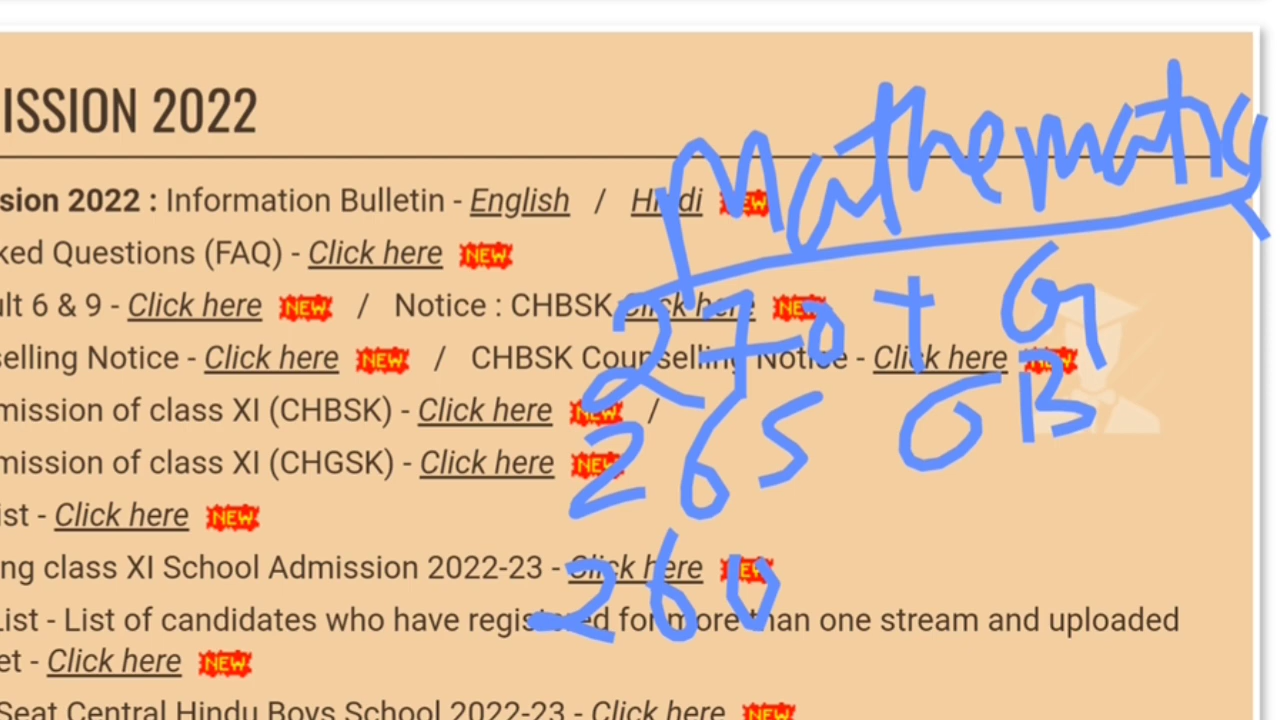 ISSION 2022
Mathematics
sion 2022 : Information Bulletin - English / Hindi NEW
ked Questions (FAQ) - Click here NEW
ult 6 & 9 - Click here NEW / Notice : CHBSK Click here NEW
270 + G
selling Notice - Click here NEW / CHBSK Counselling Notice - Click here NEW
mission of class XI (CHBSK) - Click here NEW /
265 OB
mission of class XI (CHGSK) - Click here NEW
ist - Click here NEW
ng class XI School Admission 2022-23 - Click here NEW
260
List - List of candidates who have registered for more than one stream and uploaded
et - Click here NEW
Seat Central Hindu Boys School 2022-23 - Click here NEW